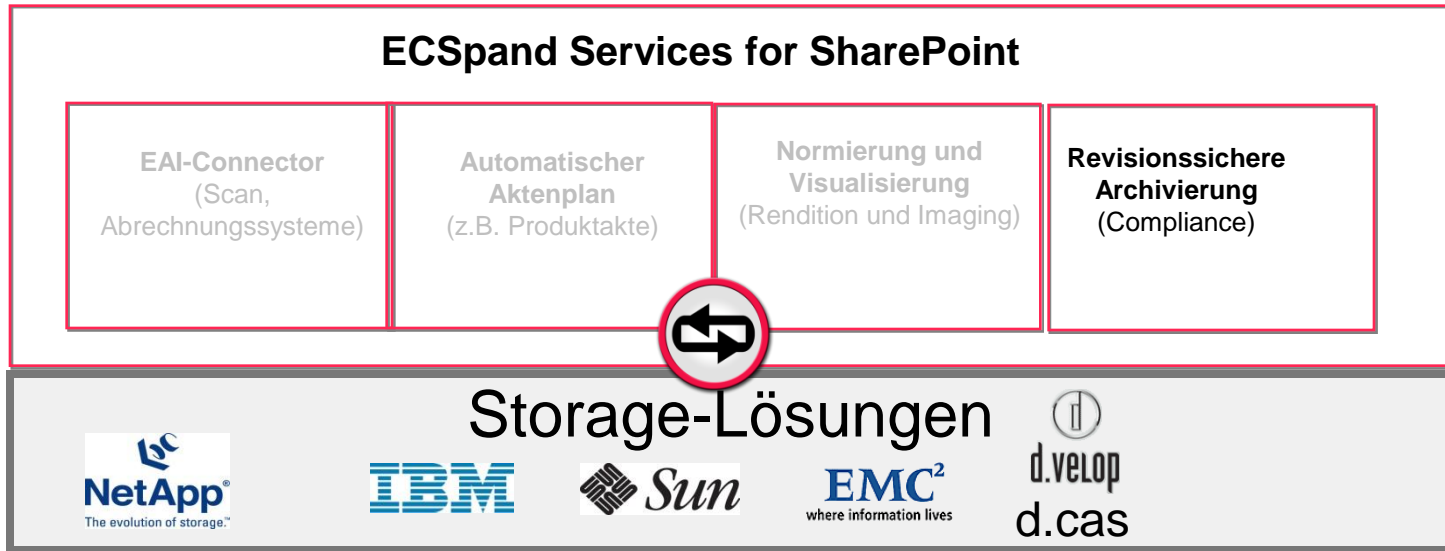 ECSpand Services for SharePoint
EAI-Connector
(Scan,
Abrechnungssysteme)
Automatischer
Aktenplan
(z.B. Produktakte)
Normierung und
Visualisierung
(Rendition und Imaging)
Revisionssichere
Archivierung
(Compliance)
Storage-Lösungen
NetApp®
The evolution of storage.™
IBM
Sun
EMC²
where information lives
d
d.velop
d.cas